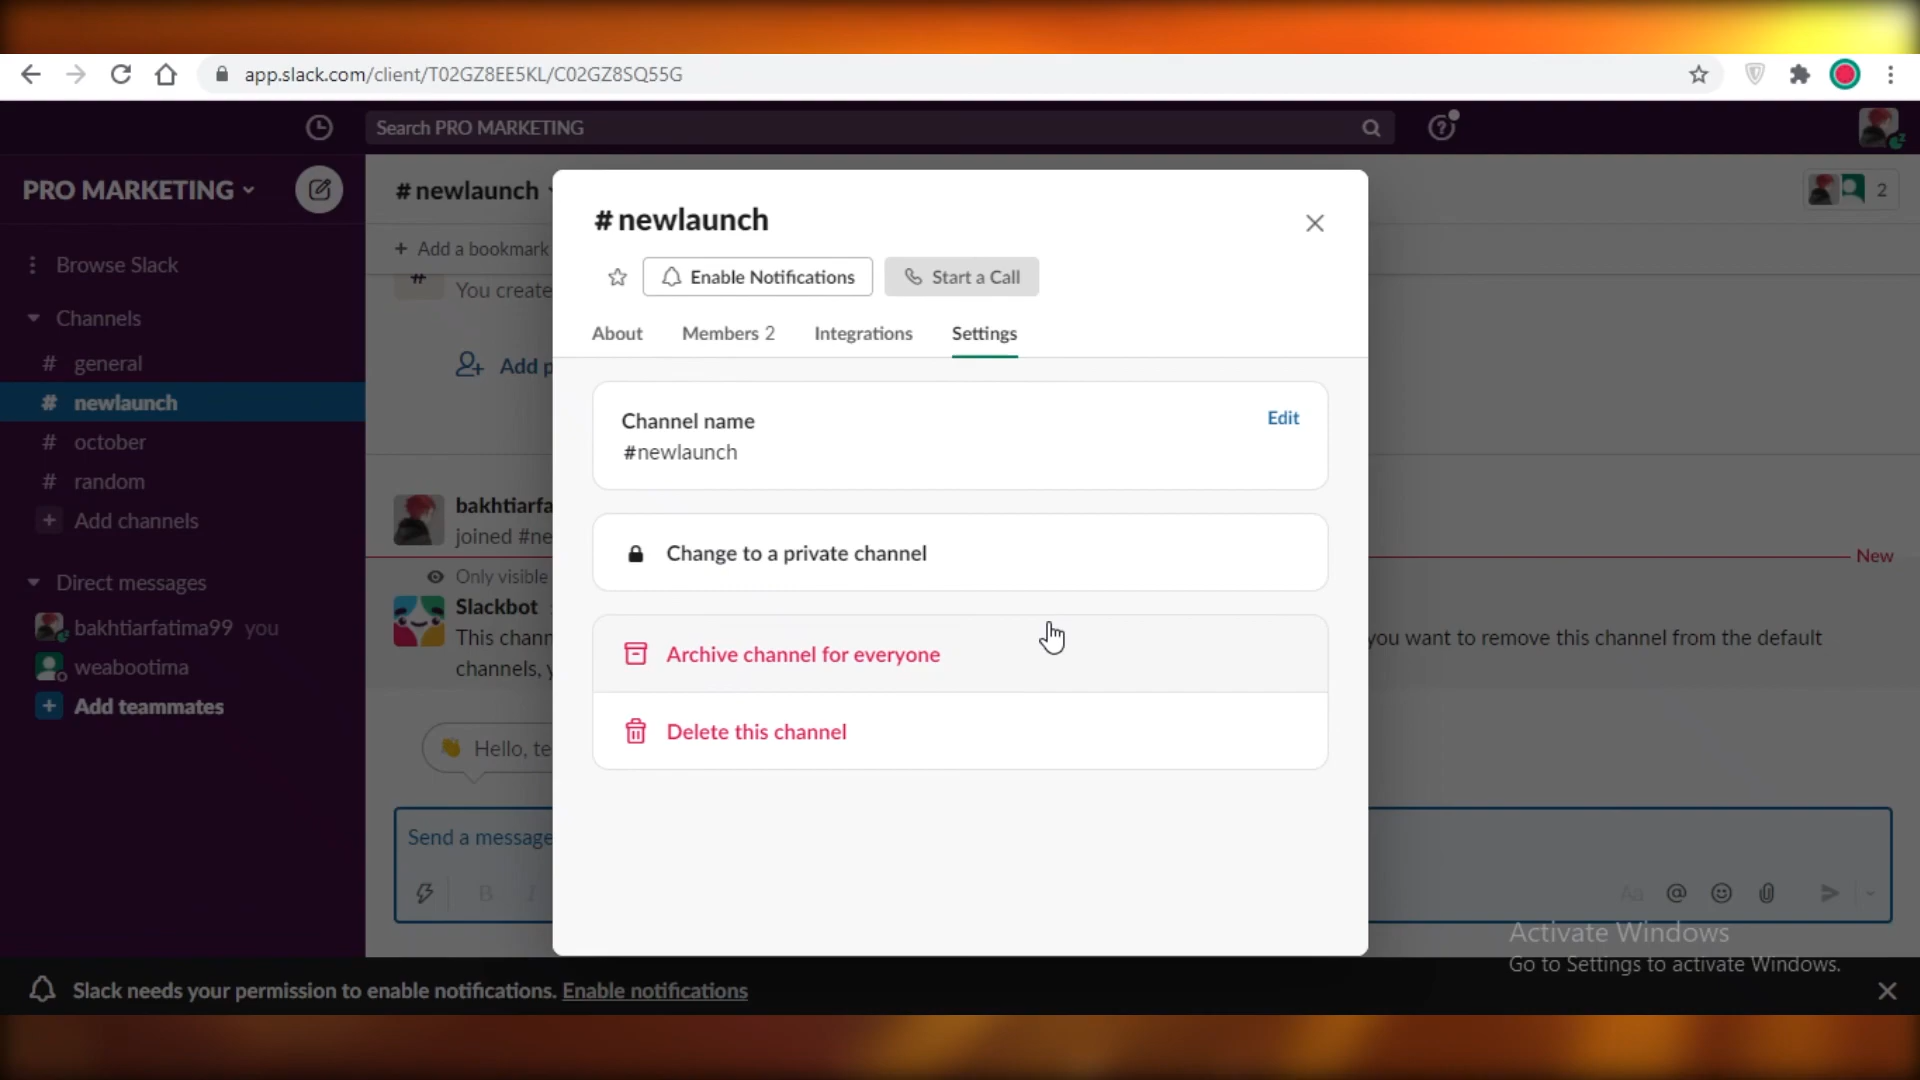 app.slack.com/client/T02GZ8EE5KL/C02GZ8SQ55G
Search PRO MARKETING
PRO MARKETING
Browse Slack
Channels
# general
# newlaunch
# october
# random
+ Add channels
Direct messages
bakhtiarfatima99 you
weabootima
+ Add teammates
# newlaunch
2
+ Add a bookmark
You create
Add p
bakhtiarfa
joined #ne
New
Only visible
Slackbot
This chann
you want to remove this channel from the default
channels, y
Hello, te
Send a message
B I
Aa @
# newlaunch
Enable Notifications
Start a Call
About
Members 2
Integrations
Settings
Channel name
Edit
#newlaunch
Change to a private channel
Archive channel for everyone
Delete this channel
Activate Windows
Go to Settings to activate Windows.
Slack needs your permission to enable notifications. Enable notifications